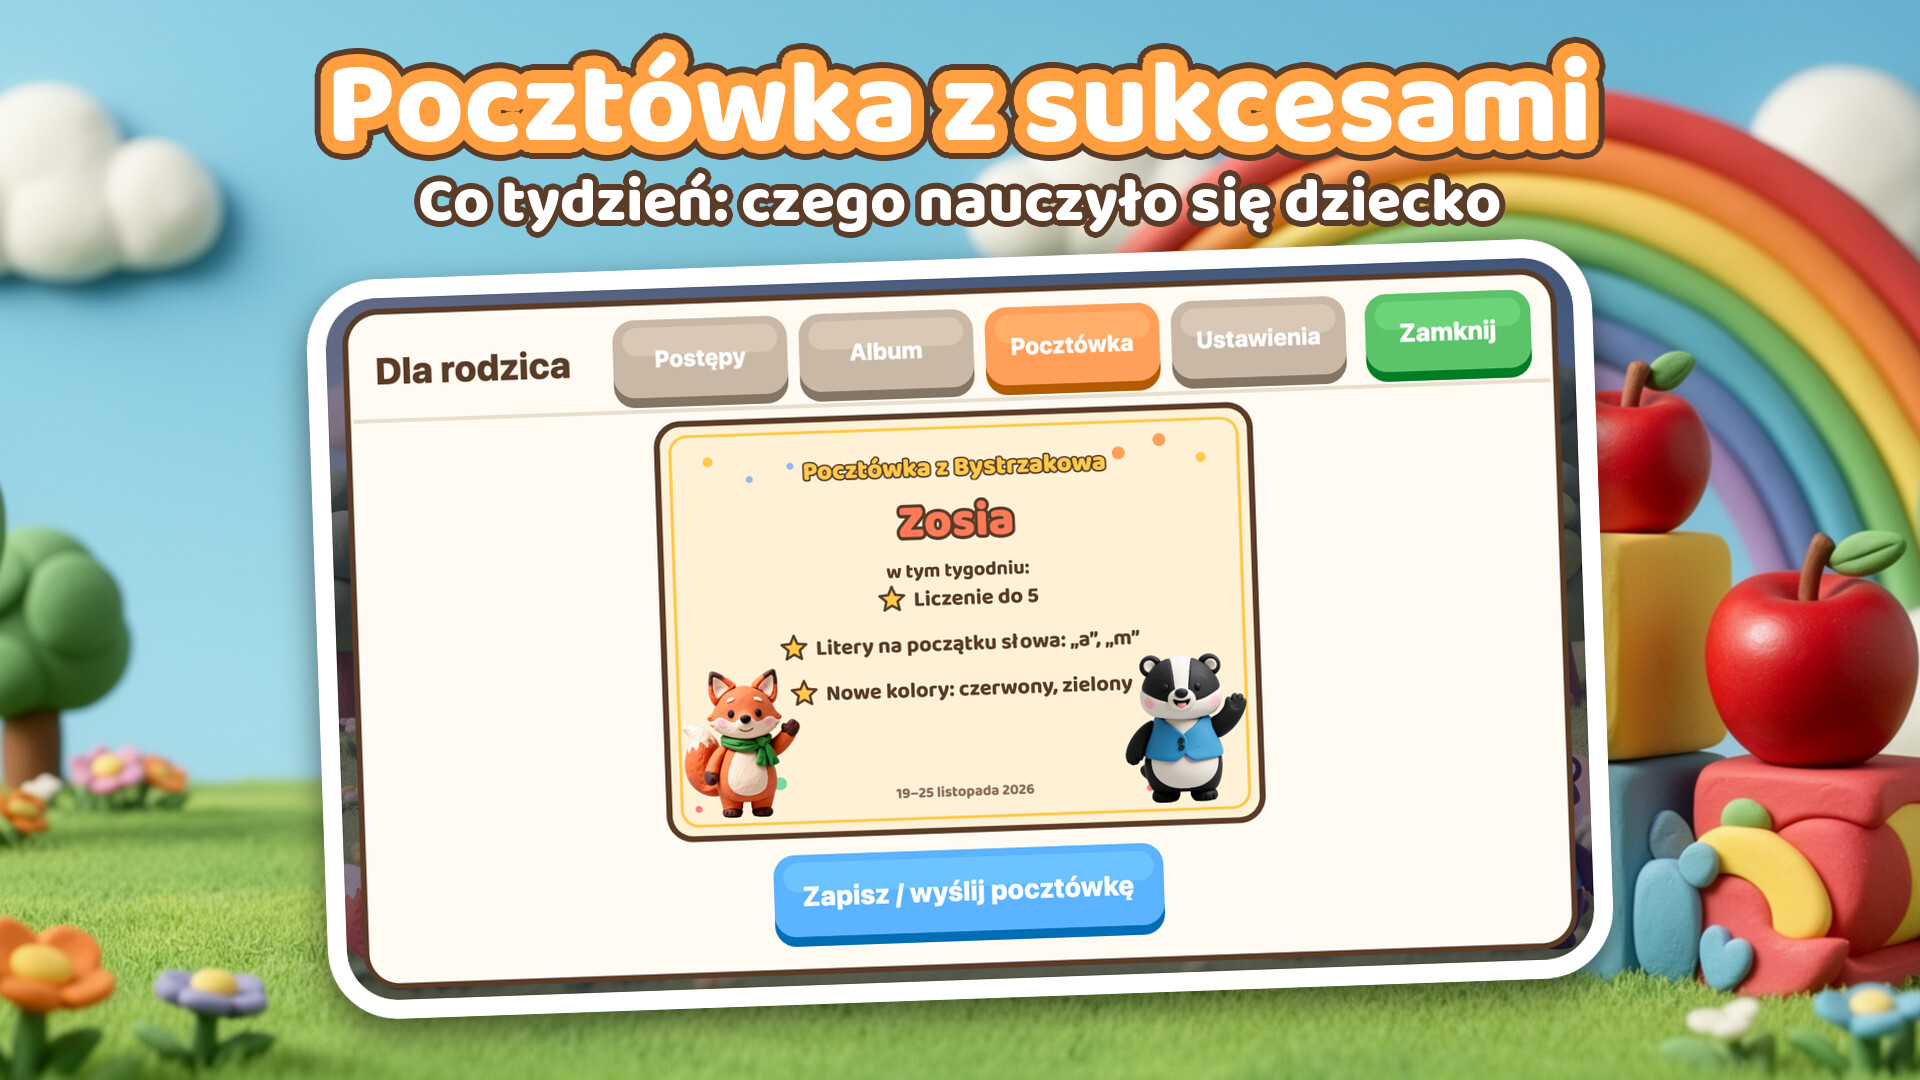 Pocztówka z sukcesami
Co tydzień: czego nauczyło się dziecko
Dla rodzica
Postępy
Album
Pocztówka
Ustawienia
Zamknij
Pocztówka z Bystrzakowa
Zosia
w tym tygodniu:
Liczenie do 5
Litery na początku słowa: „a”, „m”
Nowe kolory: czerwony, zielony
19–25 listopada 2026
Zapisz / wyślij pocztówkę